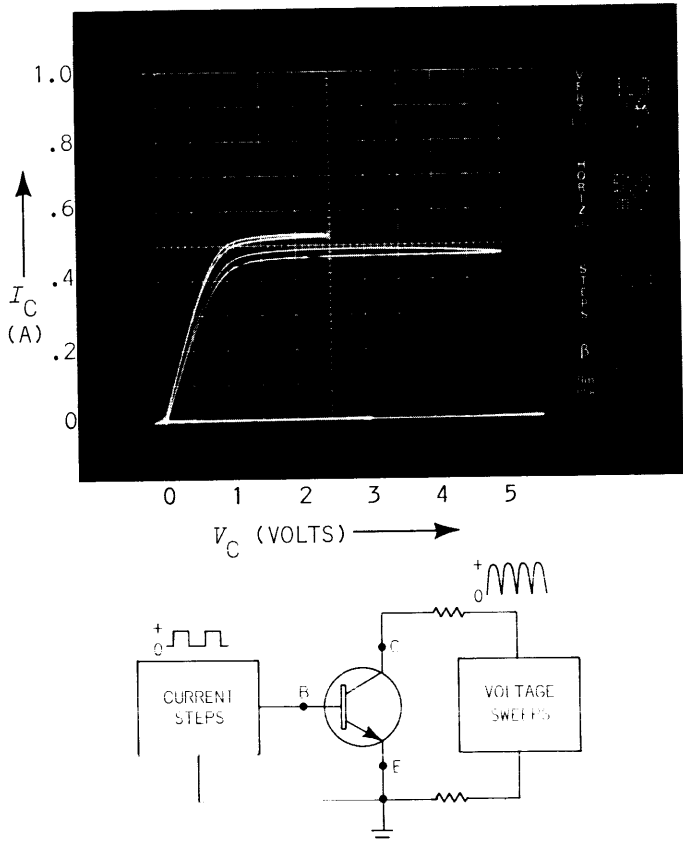 1.0
.8
.6
.4
.2
0
I_C
(A)
VERT
HORIZ
STEPS
β
0 1 2 3 4 5
V_C (VOLTS)
+
0
+
0
C
CURRENT
STEPS
B
VOLTAGE
SWEEPS
E